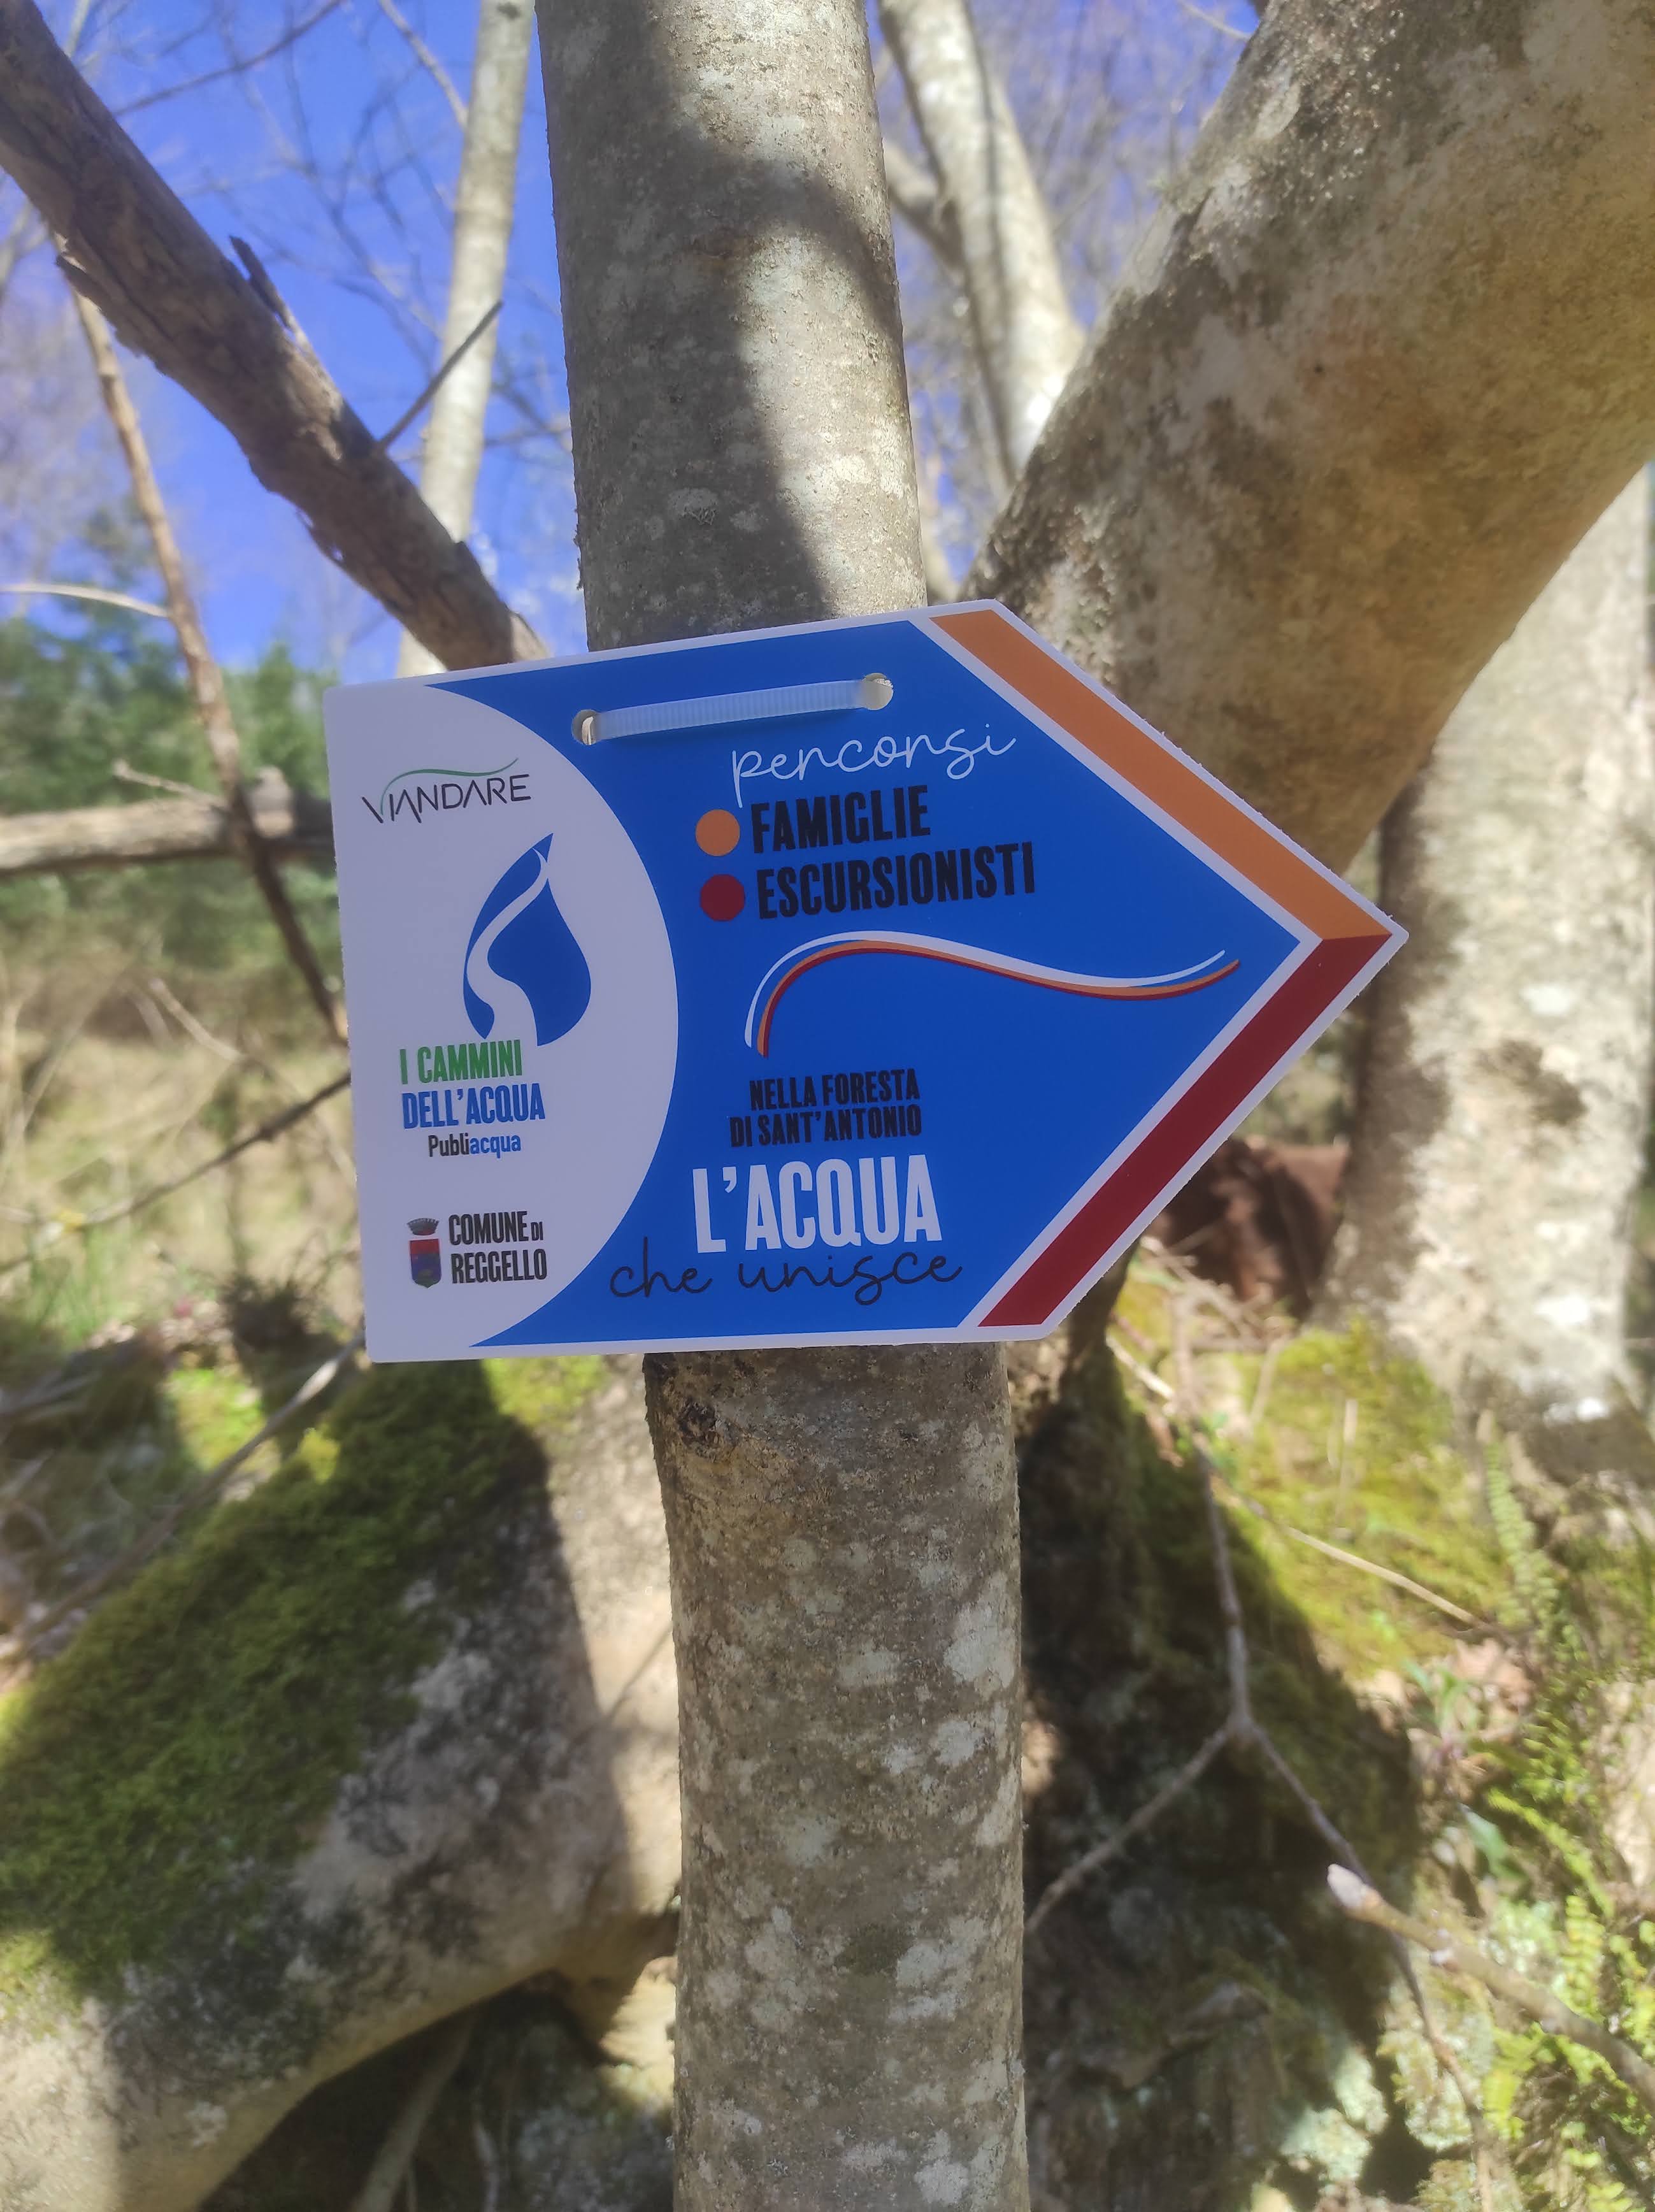 VIANDARE
I CAMMINI
DELL'ACQUA
Publiacqua
COMUNE DI
REGGELLO
percorsi
FAMIGLIE
ESCURSIONISTI
NELLA FORESTA
DI SANT'ANTONIO
L'ACQUA
che unisce